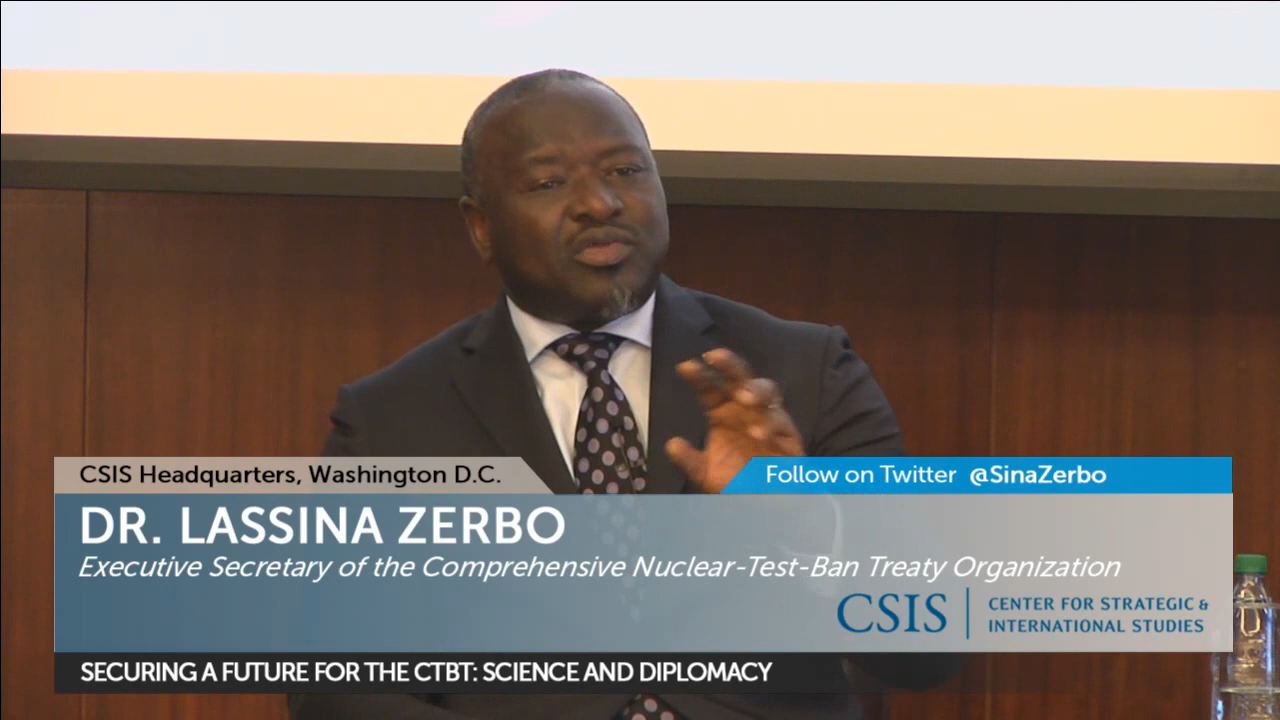 CSIS Headquarters, Washington D.C.
Follow on Twitter @SinaZerbo
DR. LASSINA ZERBO
Executive Secretary of the Comprehensive Nuclear-Test-Ban Treaty Organization
CSIS
CENTER FOR STRATEGIC &
INTERNATIONAL STUDIES
SECURING A FUTURE FOR THE CTBT: SCIENCE AND DIPLOMACY